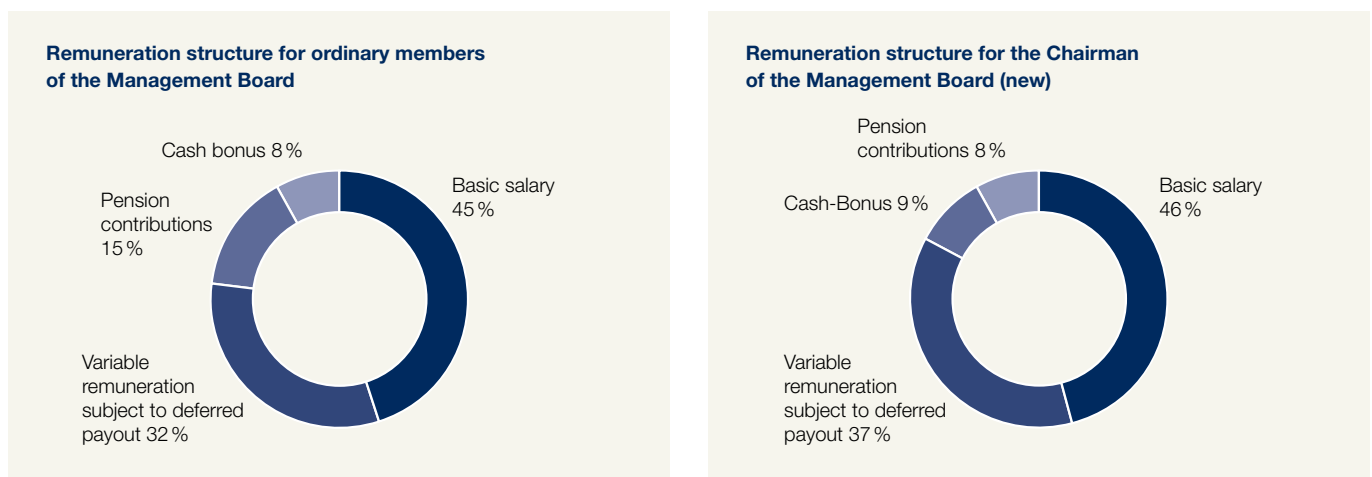 Remuneration structure for ordinary members
of the Management Board
Cash bonus 8 %
Basic salary
45 %
Pension
contributions
15 %
Variable
remuneration
subject to deferred
payout 32 %
Remuneration structure for the Chairman
of the Management Board (new)
Pension
contributions 8 %
Basic salary
46 %
Cash-Bonus 9 %
Variable
remuneration
subject to deferred
payout 37 %